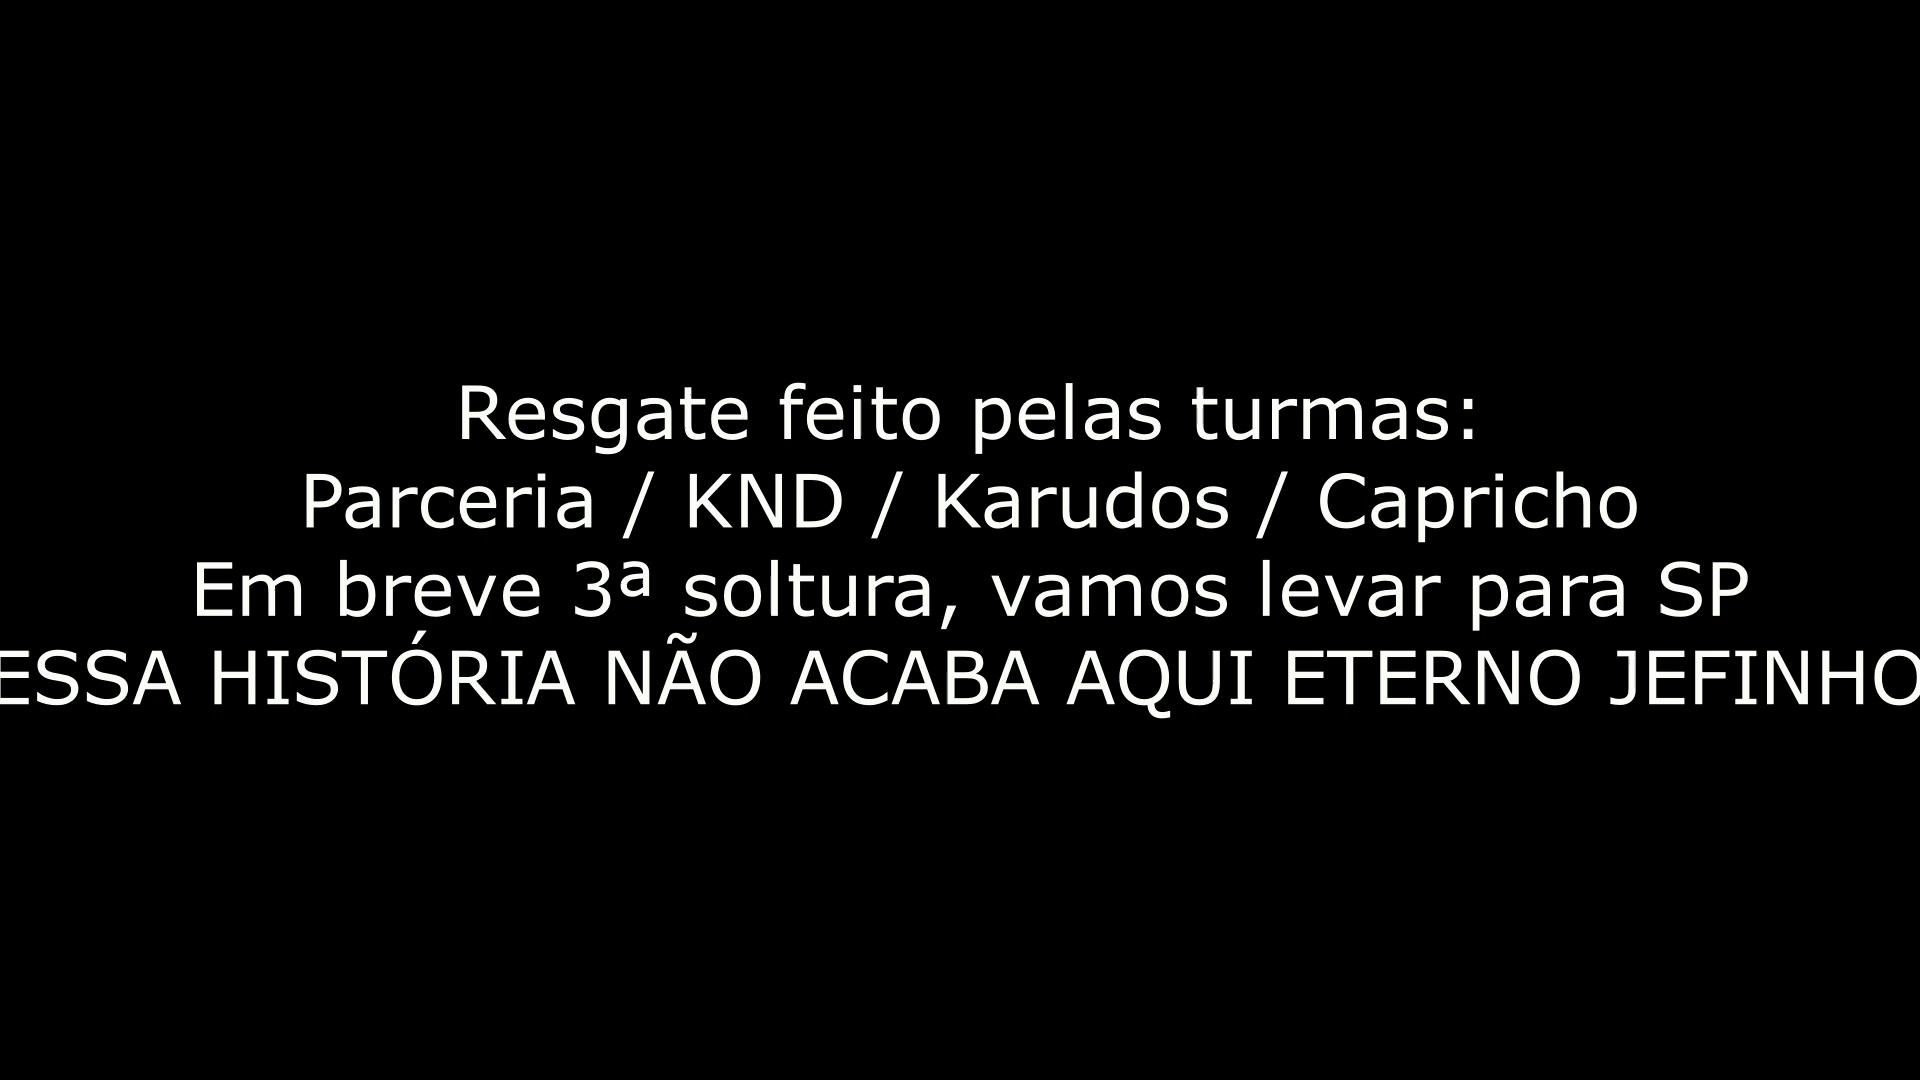 Resgate feito pelas turmas:
Parceria / KND / Karudos / Capricho
Em breve 3ª soltura, vamos levar para SP
ESSA HISTÓRIA NÃO ACABA AQUI ETERNO JEFINHO